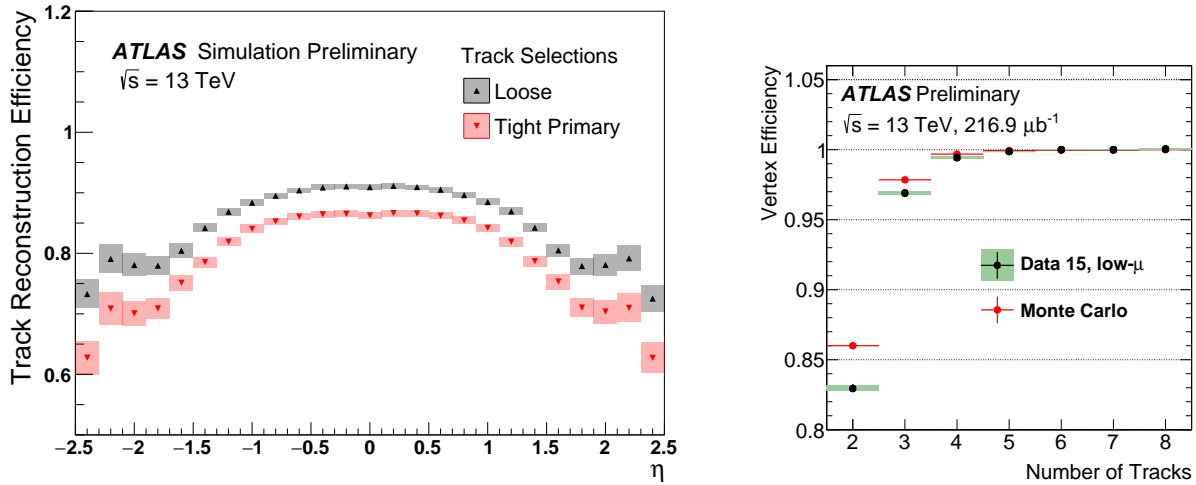 Track Reconstruction Efficiency
1.2
1
0.8
0.6
ATLAS Simulation Preliminary
√s = 13 TeV
Track Selections
Loose
Tight Primary
−2.5 −2 −1.5 −1 −0.5 0 0.5 1 1.5 2 2.5
η
Vertex Efficiency
1.05
1
0.95
0.9
0.85
0.8
ATLAS Preliminary
√s = 13 TeV, 216.9 μb⁻¹
Data 15, low-μ
Monte Carlo
2 3 4 5 6 7 8
Number of Tracks